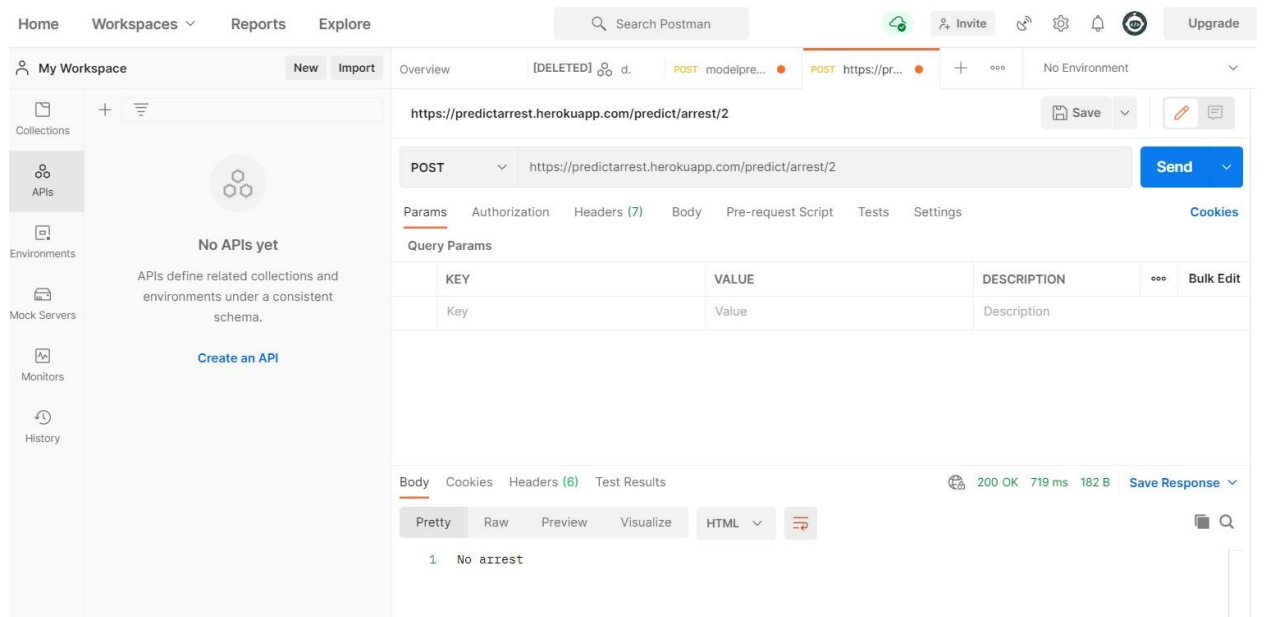 Home Workspaces Reports Explore Search Postman Invite Upgrade
My Workspace New Import Overview [DELETED] d. POST modelpre... POST https://pr... + ooo No Environment
Collections
APIs
Environments
Mock Servers
Monitors
History
No APIs yet
APIs define related collections and
environments under a consistent
schema.
Create an API
https://predictarrest.herokuapp.com/predict/arrest/2 Save
POST https://predictarrest.herokuapp.com/predict/arrest/2 Send
Params Authorization Headers (7) Body Pre-request Script Tests Settings Cookies
Query Params
KEY VALUE DESCRIPTION ooo Bulk Edit
Key Value Description
Body Cookies Headers (6) Test Results 200 OK 719 ms 182 B Save Response
Pretty Raw Preview Visualize HTML
1 No arrest